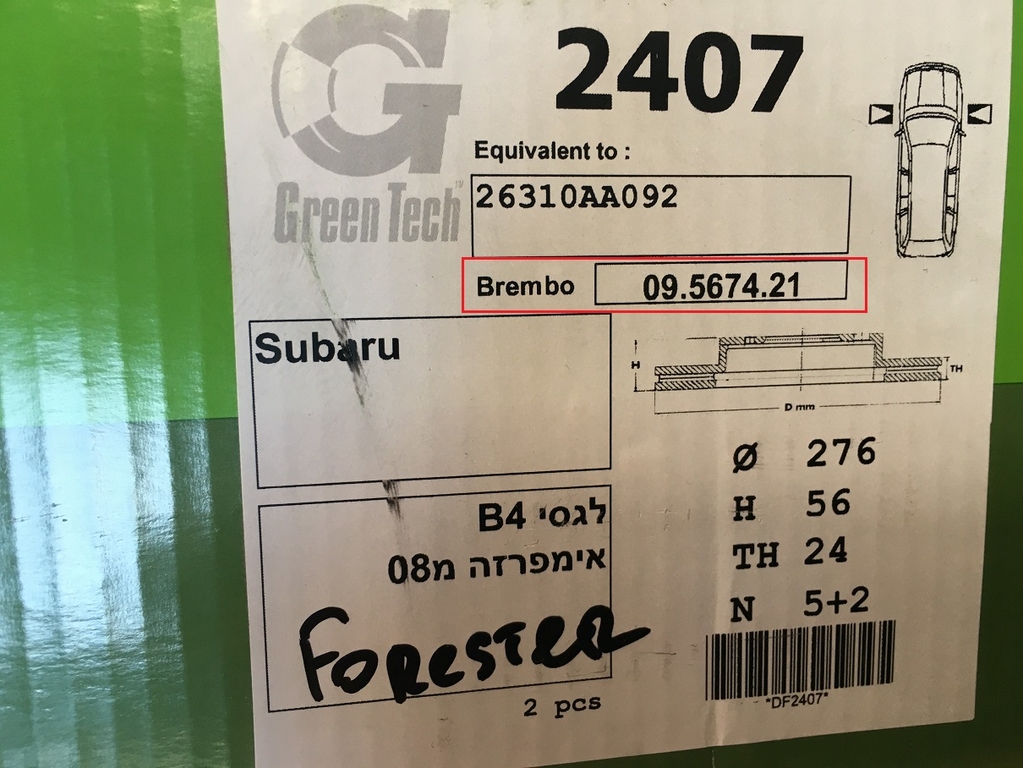 2407
Green Tech™
Equivalent to :
26310AA092
Brembo 09.5674.21
Subaru
H
TH
D mm
לגסי B4
אימפרזה מ08
FORESTER
Ø 276
H 56
TH 24
N 5+2
*DF2407*
2 pcs